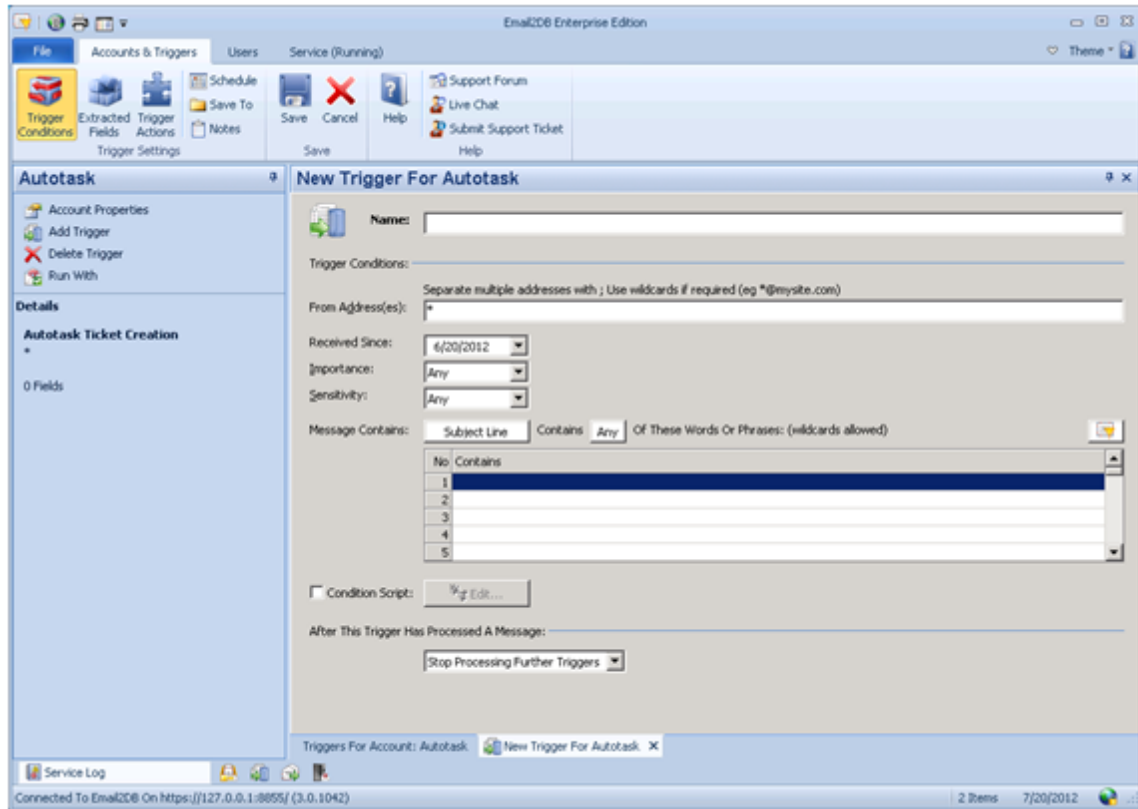 Email2DB Enterprise Edition
File Accounts & Triggers Users Service (Running) Theme
Trigger Conditions
Extracted Fields
Trigger Actions
Schedule
Save To
Notes
Trigger Settings
Save
Cancel
Save
Help
Support Forum
Live Chat
Submit Support Ticket
Help
Autotask
Account Properties
Add Trigger
Delete Trigger
Run With
Details
Autotask Ticket Creation
*
0 Fields
New Trigger For Autotask
Name:
Trigger Conditions:
Separate multiple addresses with ; Use wildcards if required (eg *@mysite.com)
From Address(es): *
Received Since: 6/20/2012
Importance: Any
Sensitivity: Any
Message Contains: Subject Line Contains Any Of These Words Or Phrases: (wildcards allowed)
No Contains
1
2
3
4
5
Condition Script: Edit...
After This Trigger Has Processed A Message:
Stop Processing Further Triggers
Triggers For Account: Autotask New Trigger For Autotask X
Service Log
Connected To Email2DB On https://127.0.0.1:8855/ (3.0.1042) 2 Items 7/20/2012